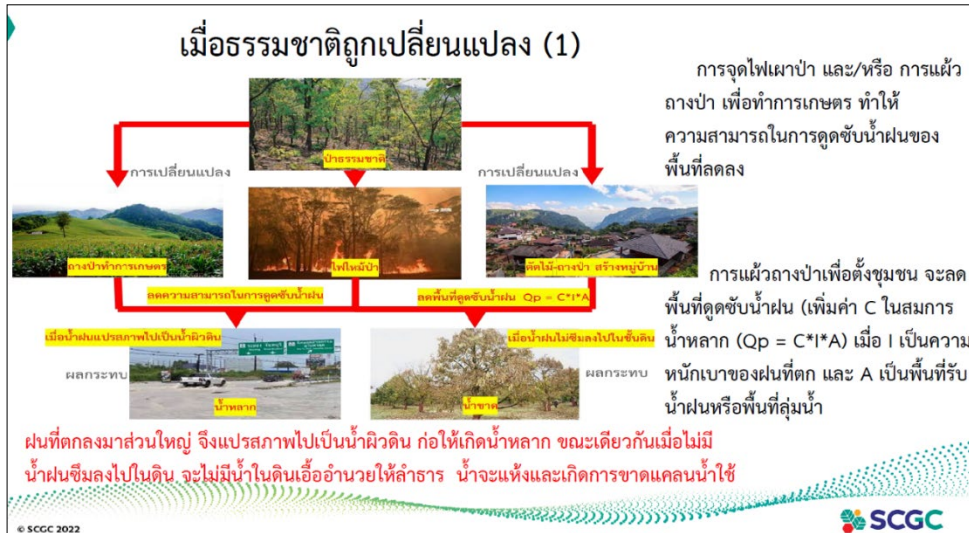 เมื่อธรรมชาติถูกเปลี่ยนแปลง (1)
ป่าธรรมชาติ
การเปลี่ยนแปลง
การเปลี่ยนแปลง
ถางป่าทำการเกษตร
ไฟไหม้ป่า
ตัดไม้-ถางป่า สร้างหมู่บ้าน
ลดความสามารถในการดูดซับน้ำฝน
ลดพื้นที่ดูดซับน้ำฝน Qp = C*I*A
เมื่อน้ำฝนแปรสภาพไปเป็นน้ำผิวดิน
เมื่อน้ำฝนไม่ซึมลงไปในชั้นดิน
ผลกระทบ
ผลกระทบ
น้ำหลาก
น้ำขาด
การจุดไฟเผาป่า และ/หรือ การแผ้ว
ถางป่า เพื่อทำการเกษตร ทำให้
ความสามารถในการดูดซับน้ำฝนของ
พื้นที่ลดลง
การแผ้วถางป่าเพื่อตั้งชุมชน จะลด
พื้นที่ดูดซับน้ำฝน (เพิ่มค่า C ในสมการ
น้ำหลาก (Qp = C*I*A) เมื่อ I เป็นความ
หนักเบาของฝนที่ตก และ A เป็นพื้นที่รับ
น้ำฝนหรือพื้นที่ลุ่มน้ำ
ฝนที่ตกลงมาส่วนใหญ่ จึงแปรสภาพไปเป็นน้ำผิวดิน ก่อให้เกิดน้ำหลาก ขณะเดียวกันเมื่อไม่มี
น้ำฝนซึมลงไปในดิน จะไม่มีน้ำในดินเอื้ออำนวยให้ลำธาร น้ำจะแห้งและเกิดการขาดแคลนน้ำใช้
© SCGC 2022
SCGC